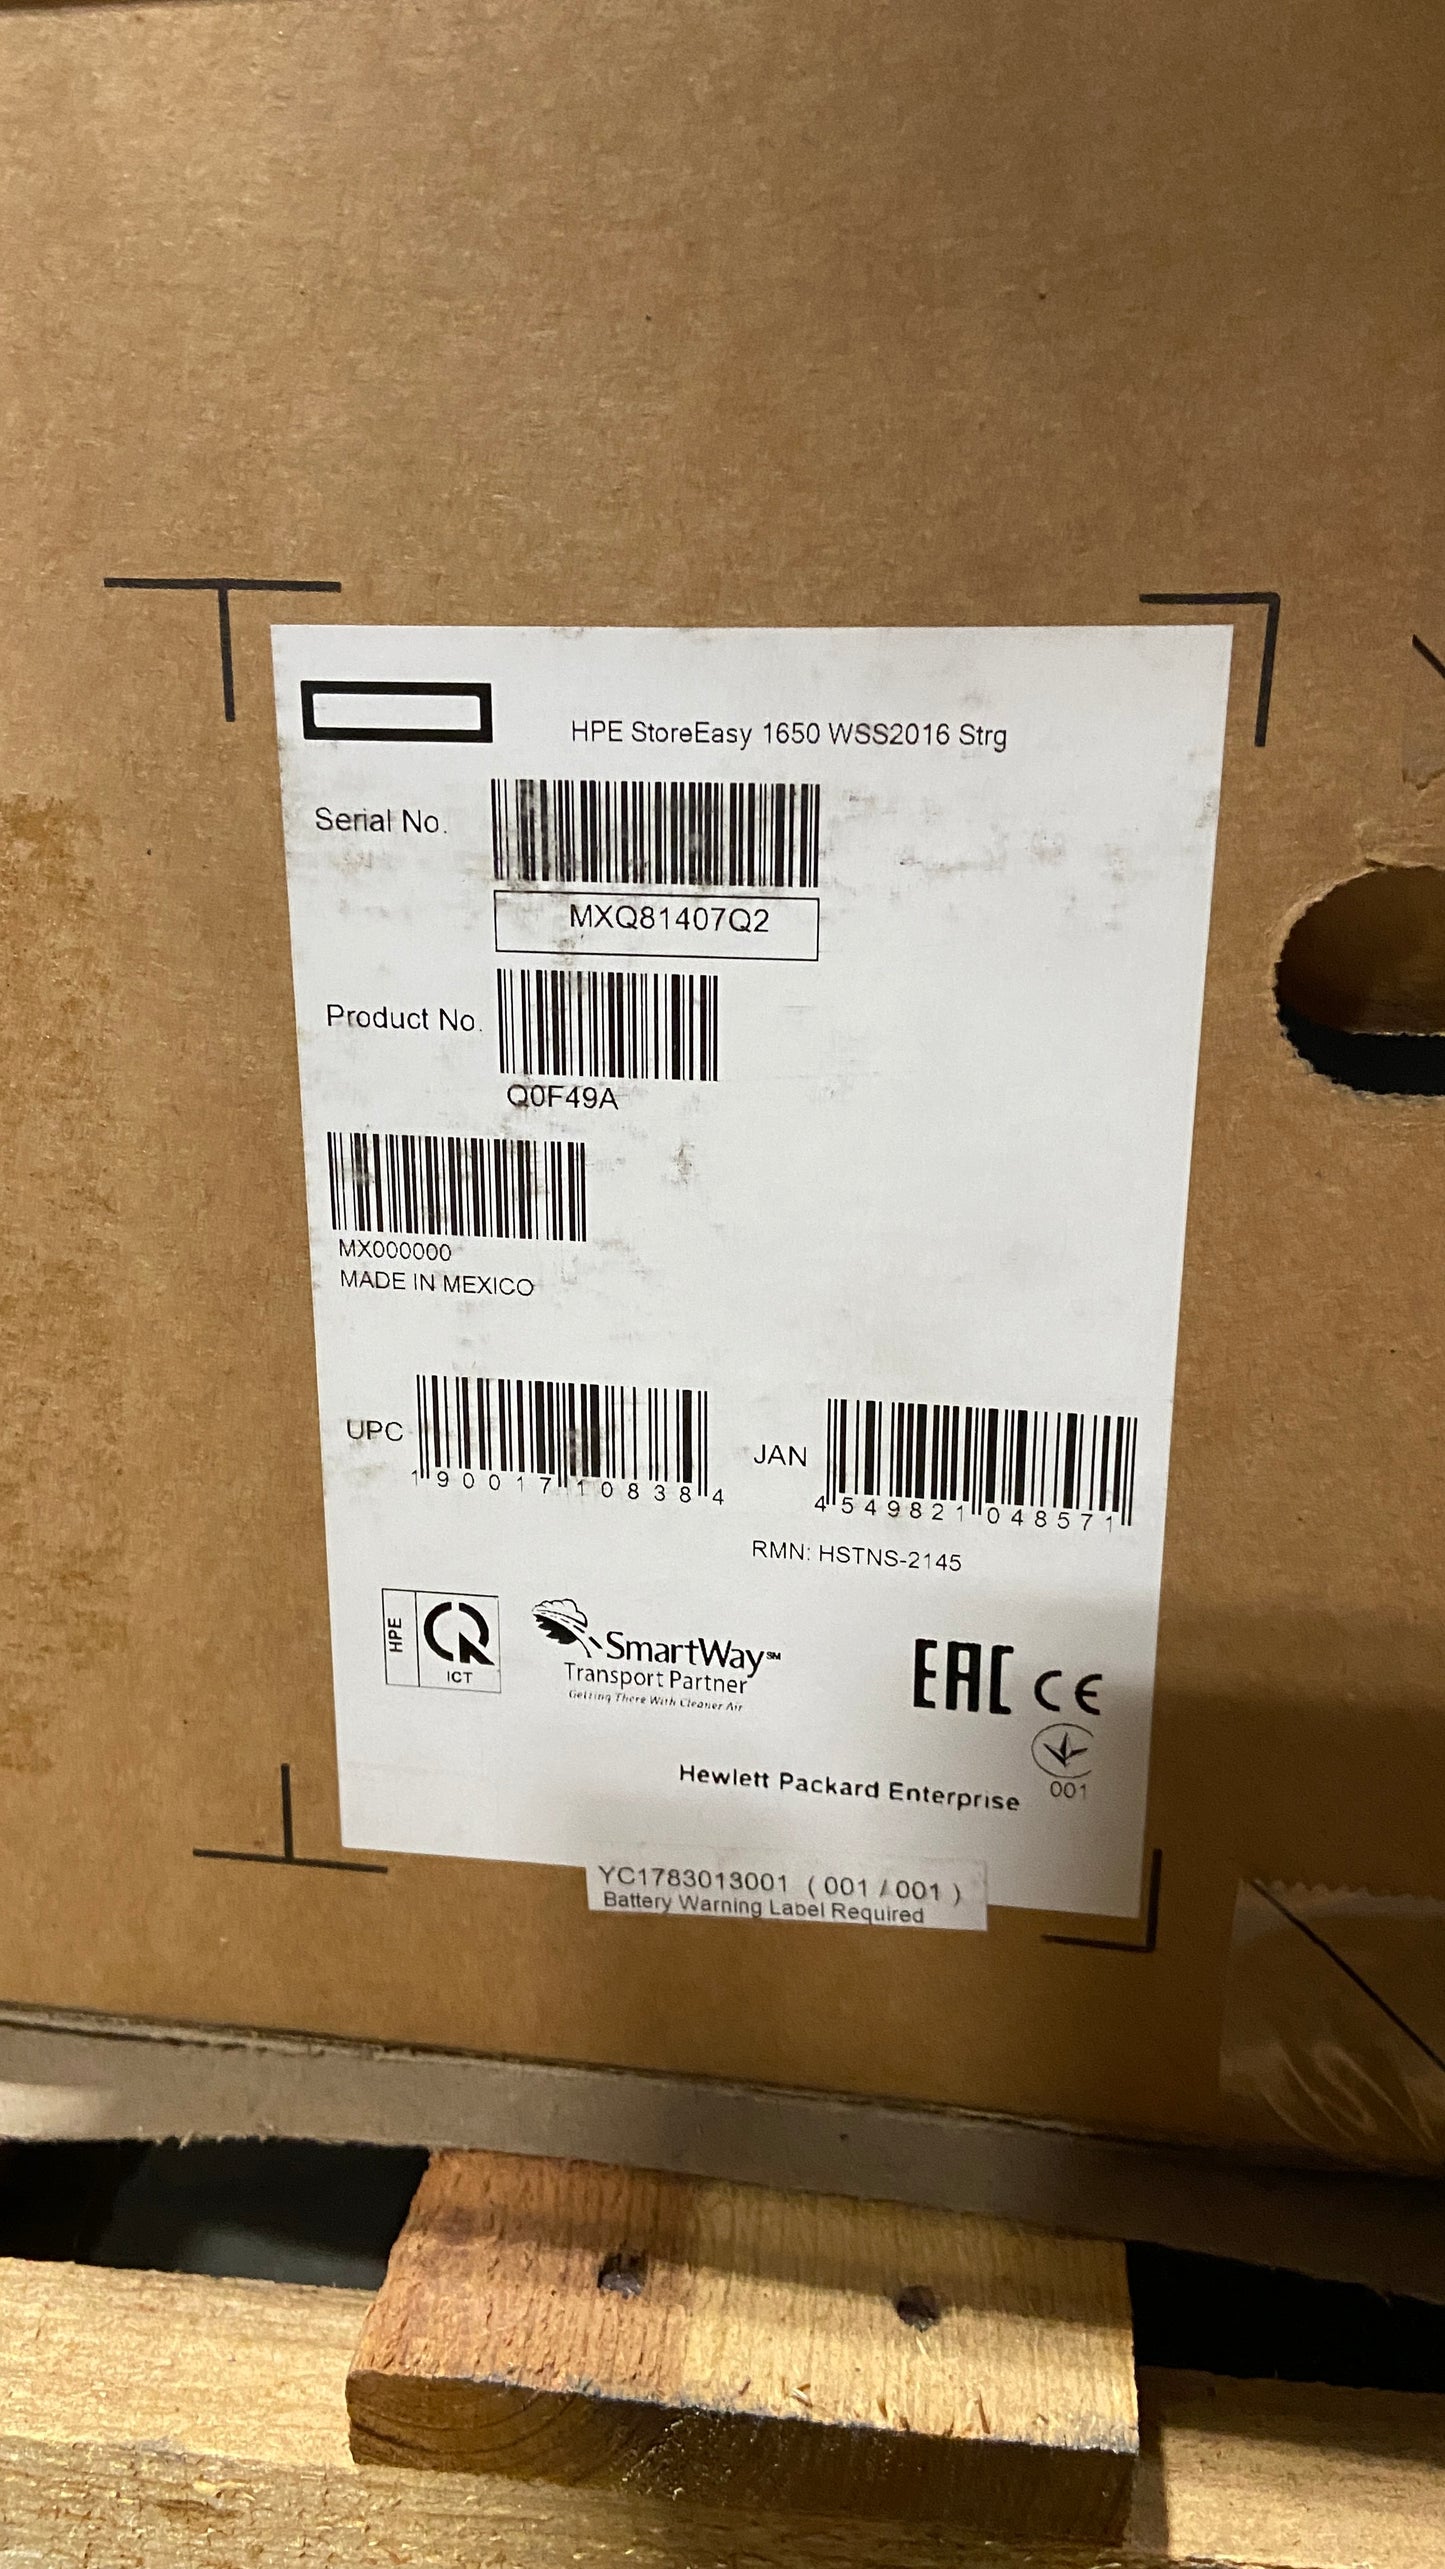 HPE StoreEasy 1650 WSS2016 Strg
Serial No.
MXQ81407Q2
Product No.
Q0F49A
MX000000
MADE IN MEXICO
UPC
1 90017 10838 4
JAN
4 549821 048571
RMN: HSTNS-2145
HPE
ICT
SmartWay℠
Transport Partner
Getting There With Cleaner Air
EAC CE
001
Hewlett Packard Enterprise
YC1783013001 ( 001 / 001 )
Battery Warning Label Required